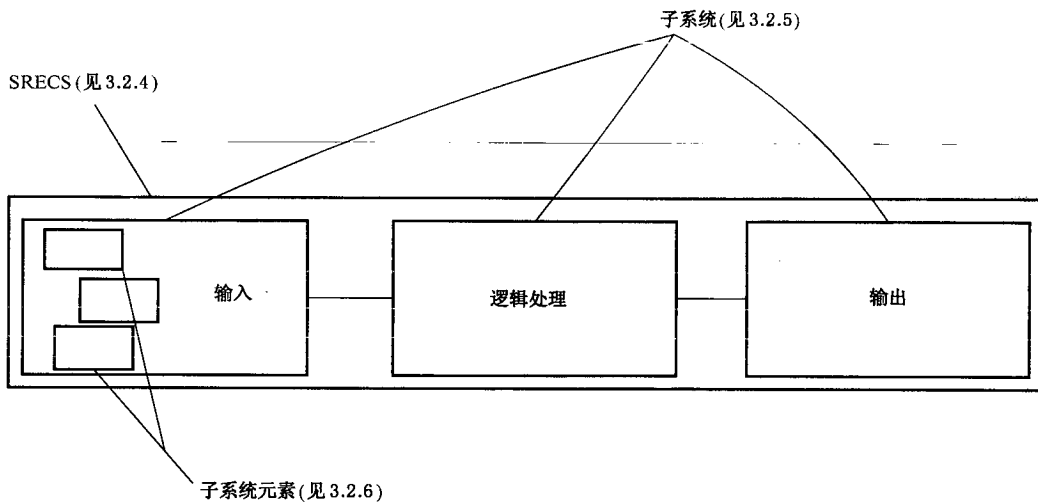 子系统(见3.2.5)
SRECS(见3.2.4)
输入
逻辑处理
输出
子系统元素(见3.2.6)